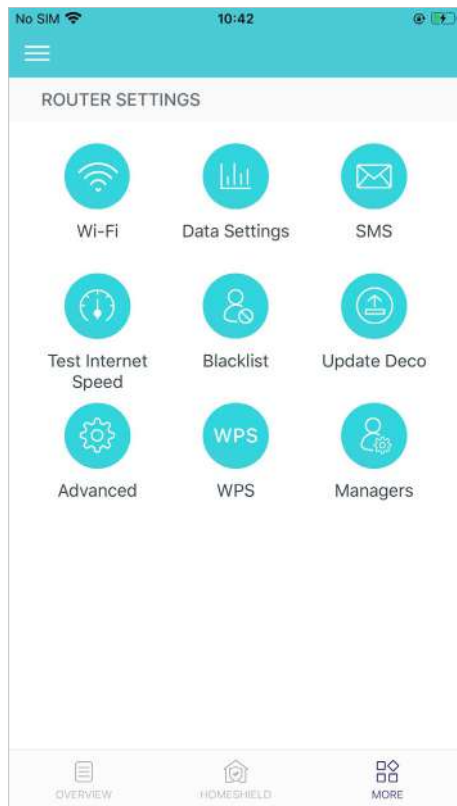 No SIM 10:42
ROUTER SETTINGS
Wi-Fi Data Settings SMS
Test Internet Speed Blacklist Update Deco
WPS
Advanced WPS Managers
OVERVIEW HOMESHIELD MORE